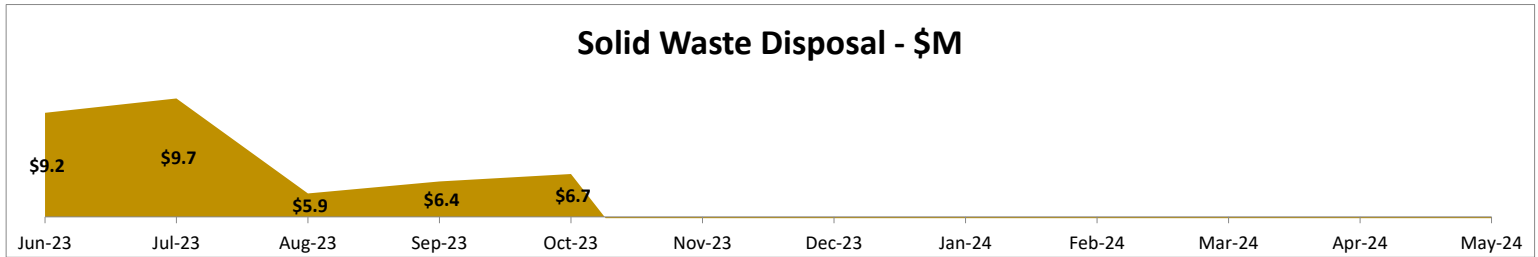 Solid Waste Disposal - $M
$9.2 $9.7 $5.9 $6.4 $6.7
Jun-23 Jul-23 Aug-23 Sep-23 Oct-23 Nov-23 Dec-23 Jan-24 Feb-24 Mar-24 Apr-24 May-24